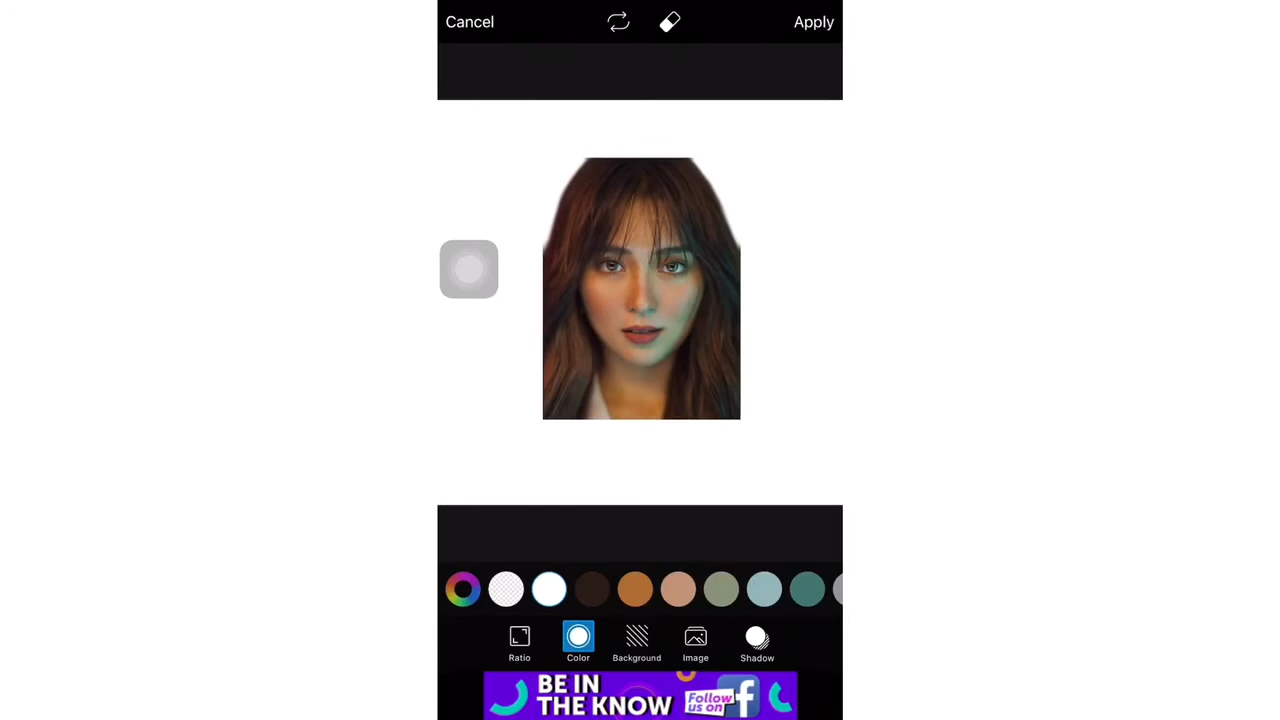 Cancel
Apply
Ratio
Color
Background
Image
Shadow
BE IN
THE KNOW
Follow
us on
f